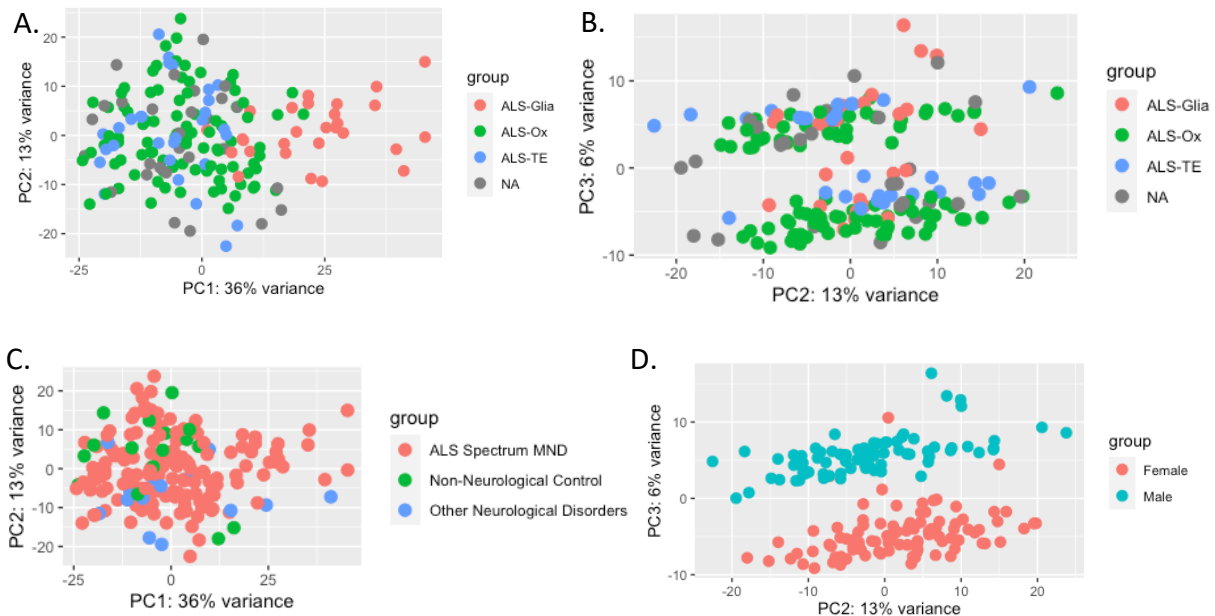 A.
20
10
0
-10
-20
-25
0
25
PC2: 13% variance
PC1: 36% variance
group
ALS-Glia
ALS-Ox
ALS-TE
NA
B.
10
0
-10
-20
-10
0
10
20
PC3: 6% variance
PC2: 13% variance
group
ALS-Glia
ALS-Ox
ALS-TE
NA
C.
20
10
0
-10
-20
-25
0
25
PC2: 13% variance
PC1: 36% variance
group
ALS Spectrum MND
Non-Neurological Control
Other Neurological Disorders
D.
10
0
-10
-20
-10
0
10
20
PC3: 6% variance
PC2: 13% variance
group
Female
Male